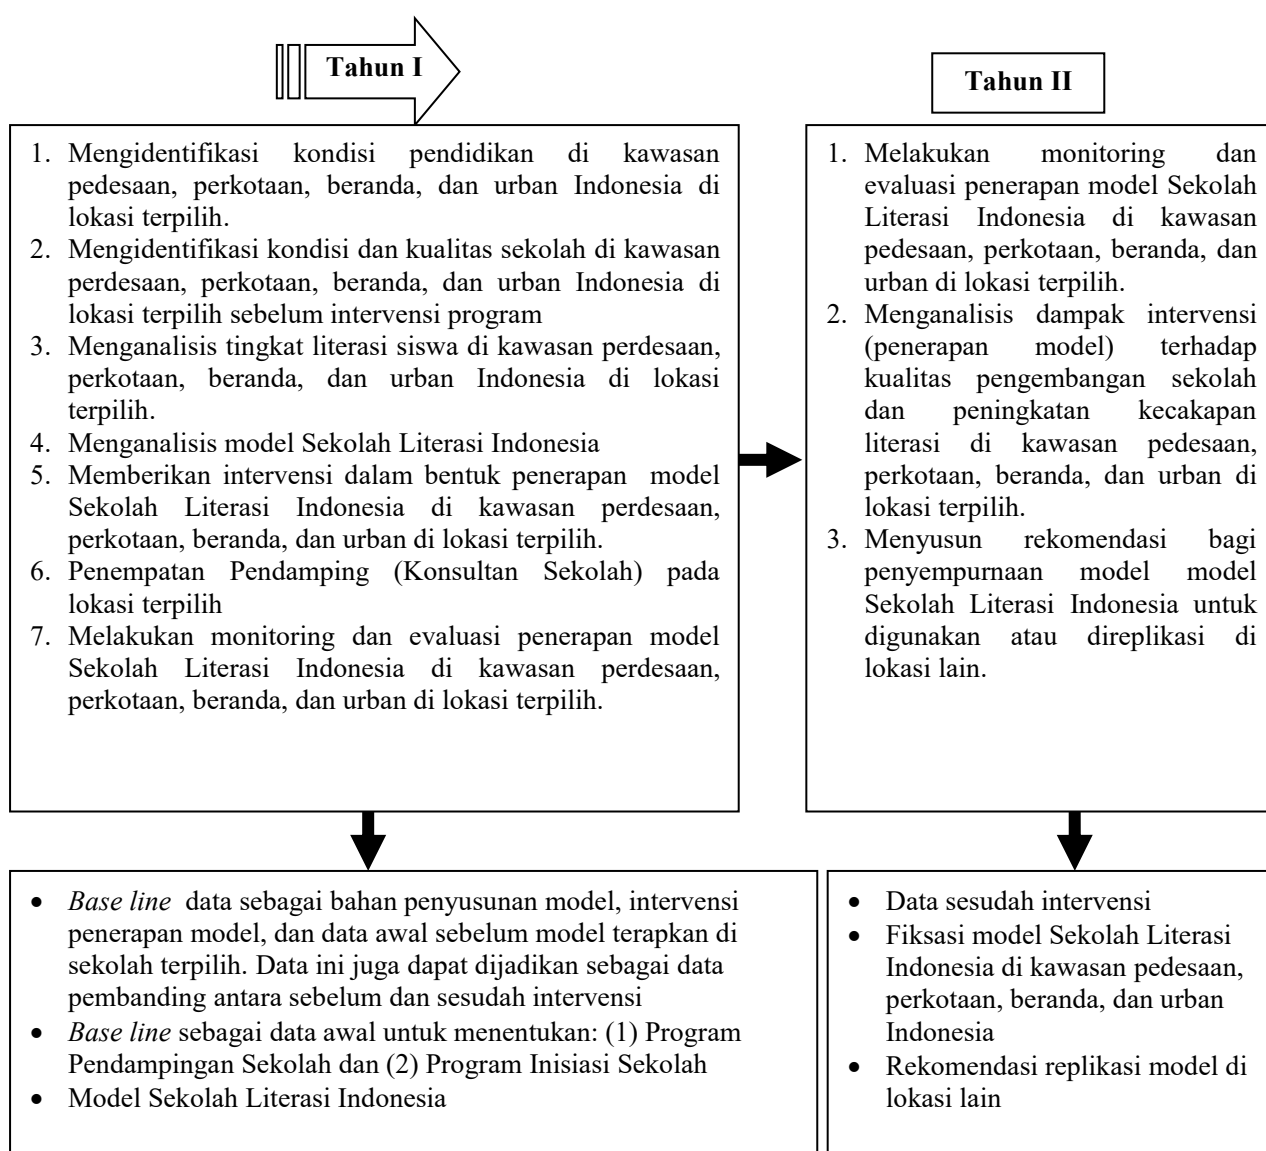 Tahun I
Tahun II
1. Mengidentifikasi kondisi pendidikan di kawasan
pedesaan, perkotaan, beranda, dan urban Indonesia di
lokasi terpilih.
2. Mengidentifikasi kondisi dan kualitas sekolah di kawasan
perdesaan, perkotaan, beranda, dan urban Indonesia di
lokasi terpilih sebelum intervensi program
3. Menganalisis tingkat literasi siswa di kawasan perdesaan,
perkotaan, beranda, dan urban Indonesia di lokasi
terpilih.
4. Menganalisis model Sekolah Literasi Indonesia
5. Memberikan intervensi dalam bentuk penerapan model
Sekolah Literasi Indonesia di kawasan perdesaan,
perkotaan, beranda, dan urban di lokasi terpilih.
6. Penempatan Pendamping (Konsultan Sekolah) pada
lokasi terpilih
7. Melakukan monitoring dan evaluasi penerapan model
Sekolah Literasi Indonesia di kawasan perdesaan,
perkotaan, beranda, dan urban di lokasi terpilih.
1. Melakukan monitoring dan
evaluasi penerapan model Sekolah
Literasi Indonesia di kawasan
pedesaan, perkotaan, beranda, dan
urban di lokasi terpilih.
2. Menganalisis dampak intervensi
(penerapan model) terhadap
kualitas pengembangan sekolah
dan peningkatan kecakapan
literasi di kawasan pedesaan,
perkotaan, beranda, dan urban di
lokasi terpilih.
3. Menyusun rekomendasi bagi
penyempurnaan model model
Sekolah Literasi Indonesia untuk
digunakan atau direplikasi di
lokasi lain.
• Base line data sebagai bahan penyusunan model, intervensi
penerapan model, dan data awal sebelum model terapkan di
sekolah terpilih. Data ini juga dapat dijadikan sebagai data
pembanding antara sebelum dan sesudah intervensi
• Base line sebagai data awal untuk menentukan: (1) Program
Pendampingan Sekolah dan (2) Program Inisiasi Sekolah
• Model Sekolah Literasi Indonesia
• Data sesudah intervensi
• Fiksasi model Sekolah Literasi
Indonesia di kawasan pedesaan,
perkotaan, beranda, dan urban
Indonesia
• Rekomendasi replikasi model di
lokasi lain